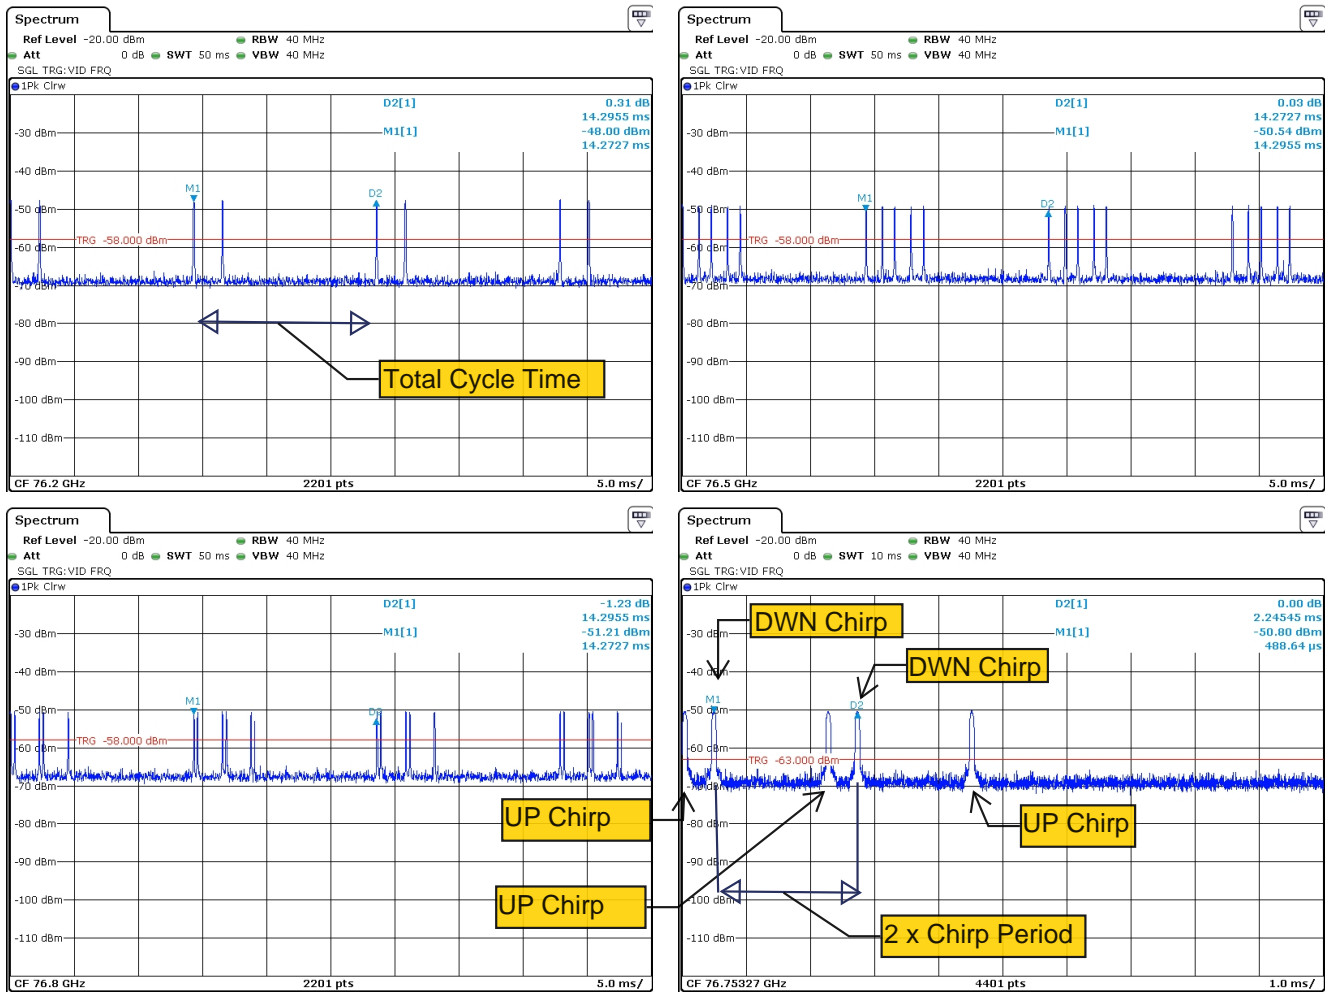 Spectrum
Ref Level -20.00 dBm RBW 40 MHz
Att 0 dB SWT 50 ms VBW 40 MHz
SGL TRG:VID FRQ
1Pk Clrw
D2[1] 0.31 dB
14.2955 ms
M1[1] -48.00 dBm
14.2727 ms
-30 dBm
-40 dBm
M1
D2
-50 dBm
TRG -58.000 dBm
-60 dBm
-70 dBm
-80 dBm
-90 dBm
Total Cycle Time
-100 dBm
-110 dBm
CF 76.2 GHz 2201 pts 5.0 ms/
Spectrum
Ref Level -20.00 dBm RBW 40 MHz
Att 0 dB SWT 50 ms VBW 40 MHz
SGL TRG:VID FRQ
1Pk Clrw
D2[1] 0.03 dB
14.2727 ms
M1[1] -50.54 dBm
14.2955 ms
-30 dBm
-40 dBm
M1
D2
-50 dBm
TRG -58.000 dBm
-60 dBm
-70 dBm
-80 dBm
-90 dBm
-100 dBm
-110 dBm
CF 76.5 GHz 2201 pts 5.0 ms/
Spectrum
Ref Level -20.00 dBm RBW 40 MHz
Att 0 dB SWT 50 ms VBW 40 MHz
SGL TRG:VID FRQ
1Pk Clrw
D2[1] -1.23 dB
14.2955 ms
M1[1] -51.21 dBm
14.2727 ms
-30 dBm
-40 dBm
M1
D2
-50 dBm
TRG -58.000 dBm
-60 dBm
-70 dBm
-80 dBm
UP Chirp
-90 dBm
UP Chirp
-100 dBm
-110 dBm
CF 76.8 GHz 2201 pts 5.0 ms/
Spectrum
Ref Level -20.00 dBm RBW 40 MHz
Att 0 dB SWT 10 ms VBW 40 MHz
SGL TRG:VID FRQ
1Pk Clrw
D2[1] 0.00 dB
2.24545 ms
M1[1] -50.80 dBm
488.64 µs
DWN Chirp
-30 dBm
DWN Chirp
-40 dBm
M1
D2
-50 dBm
-60 dBm
TRG -63.000 dBm
-70 dBm
-80 dBm
UP Chirp
-90 dBm
-100 dBm
2 x Chirp Period
-110 dBm
CF 76.75327 GHz 4401 pts 1.0 ms/